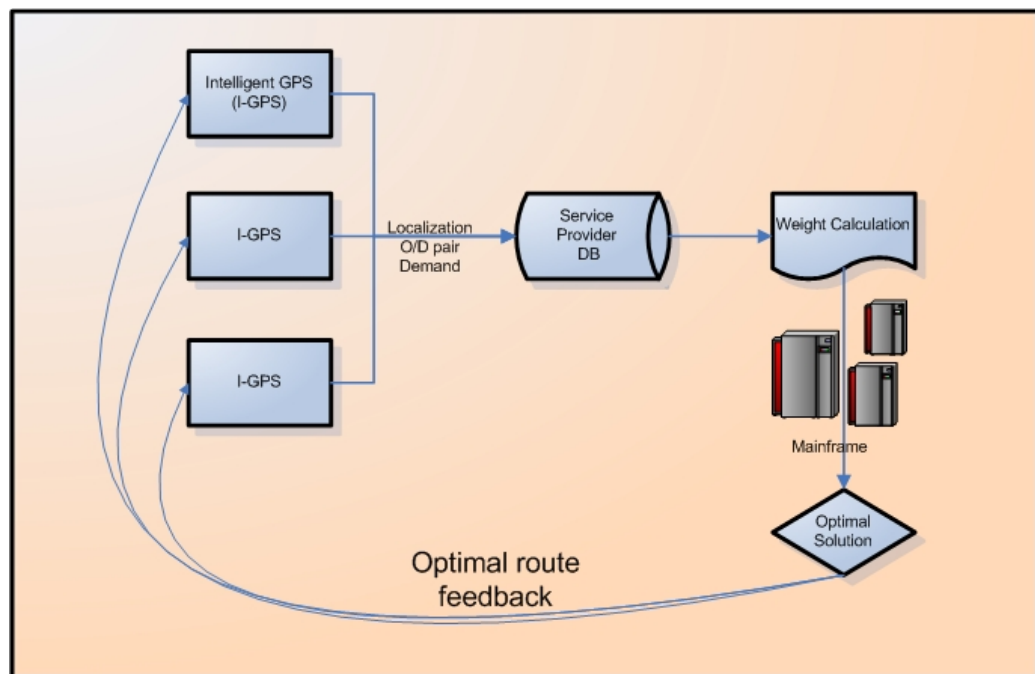 Intelligent GPS
(I-GPS)
I-GPS
Localization
O/D pair
Demand
Service
Provider
DB
Weight Calculation
I-GPS
Mainframe
Optimal
Solution
Optimal route
feedback